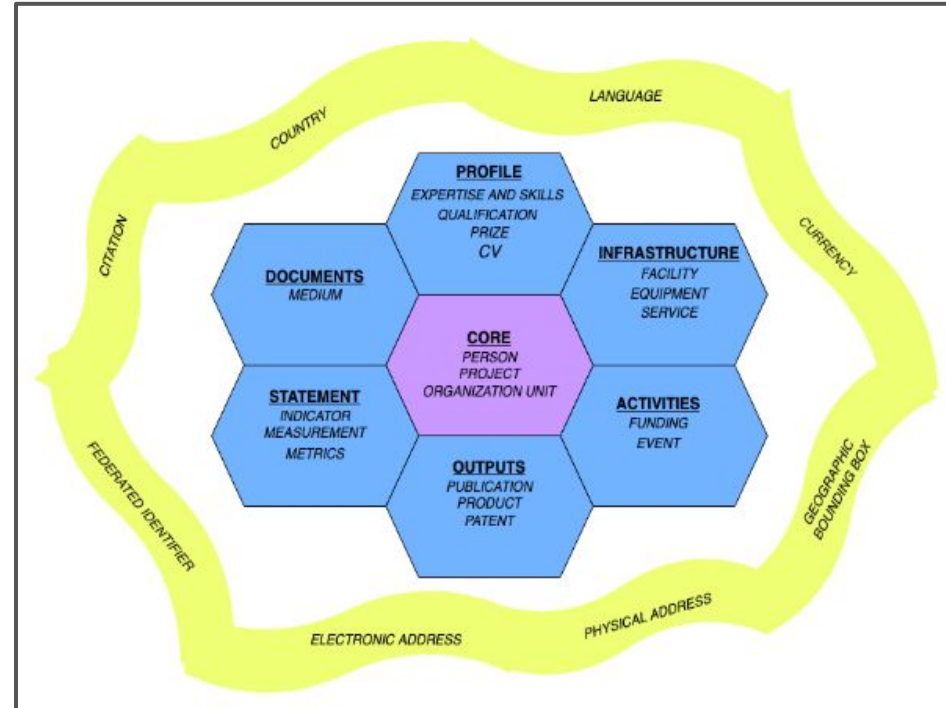 COUNTRY
LANGUAGE
CITATION
CURRENCY
PROFILE
EXPERTISE AND SKILLS
QUALIFICATION
PRIZE
CV
DOCUMENTS
MEDIUM
INFRASTRUCTURE
FACILITY
EQUIPMENT
SERVICE
CORE
PERSON
PROJECT
ORGANIZATION UNIT
STATEMENT
INDICATOR
MEASUREMENT
METRICS
ACTIVITIES
FUNDING
EVENT
OUTPUTS
PUBLICATION
PRODUCT
PATENT
FEDERATED IDENTIFIER
GEOGRAPHIC
BOUNDING BOX
ELECTRONIC ADDRESS
PHYSICAL ADDRESS